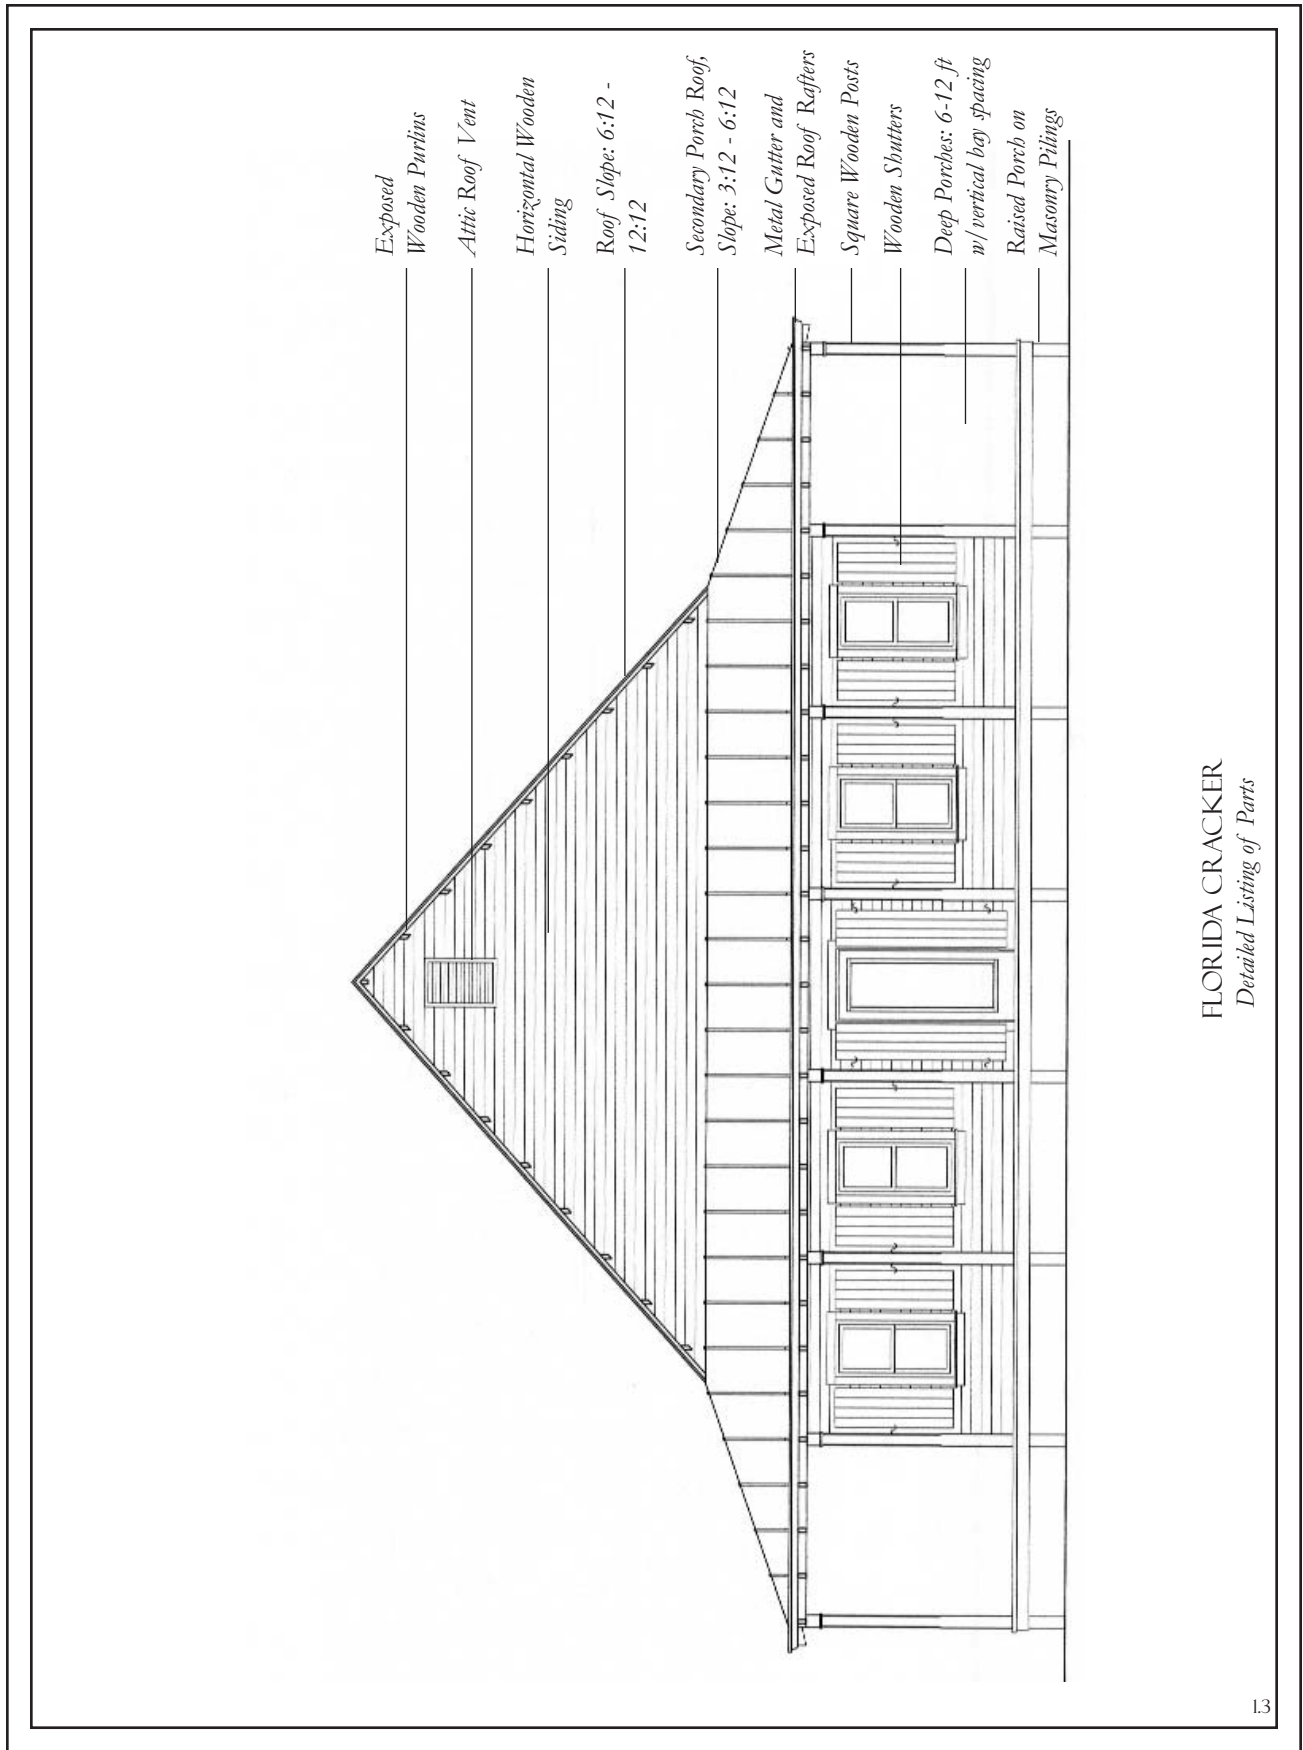 Exposed
Wooden Purlins
Attic Roof Vent
Horizontal Wooden
Siding
Roof Slope: 6:12 -
12:12
Secondary Porch Roof,
Slope: 3:12 - 6:12
Metal Gutter and
Exposed Roof Rafters
Square Wooden Posts
Wooden Shutters
Deep Porches: 6-12 ft
w/ vertical bay spacing
Raised Porch on
Masonry Pilings
FLORIDA CRACKER
Detailed Listing of Parts
1.3